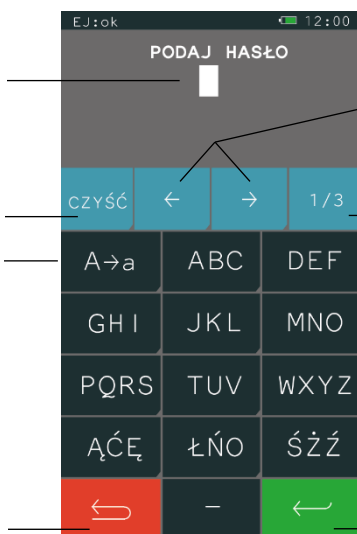 EJ:ok 12:00
PODAJ HASŁO
CZYŚĆ ← → 1/3
A→a ABC DEF
GHI JKL MNO
PQRS TUV WXYZ
ĄĆĘ ŁŃO ŚŻŹ
–